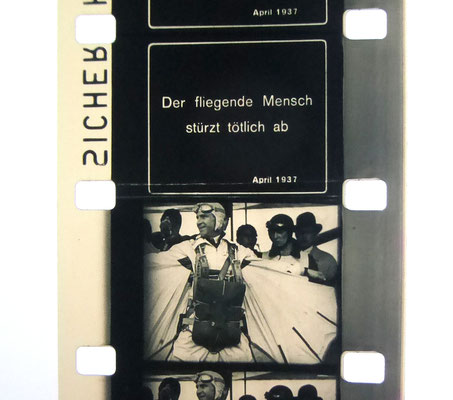 April 1937
Der fliegende Mensch
stürzt tötlich ab
April 1937
SICHERH